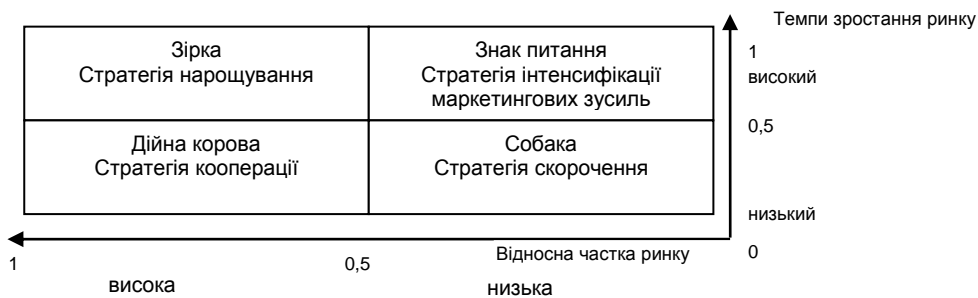 Темпи зростання ринку
Зірка
Стратегія нарощування
Знак питання
Стратегія інтенсифікації
маркетингових зусиль
1
високий
0,5
Дійна корова
Стратегія кооперації
Собака
Стратегія скорочення
низький
0
Відносна частка ринку
1
0,5
висока
низька